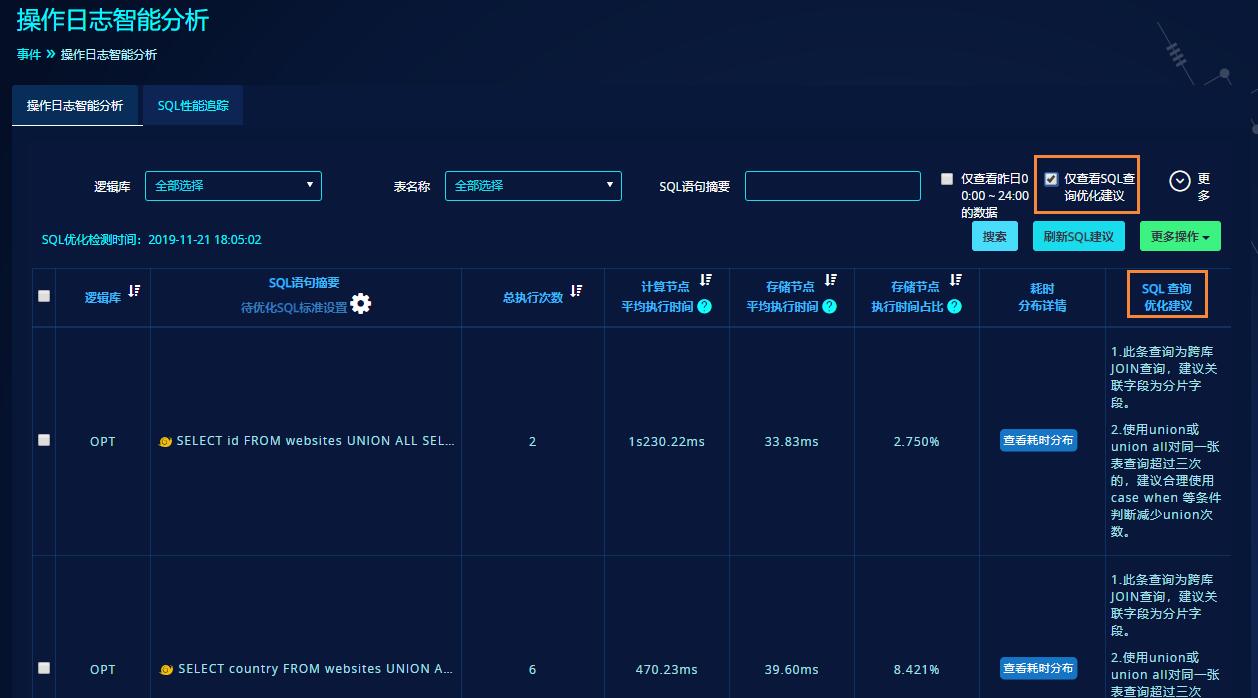 操作日志智能分析
事件 » 操作日志智能分析
操作日志智能分析 SQL性能追踪
逻辑库 全部选择 表名称 全部选择 SQL语句摘要 仅查看昨日0 仅查看SQL查 更
0:00 ~ 24:00 询优化建议 多
的数据
SQL优化检测时间：2019-11-21 18:05:02 搜索 刷新SQL建议 更多操作
逻辑库
SQL语句摘要
待优化SQL标准设置
总执行次数
计算节点
平均执行时间 ?
存储节点
平均执行时间 ?
存储节点
执行时间占比 ?
耗时
分布详情
SQL 查询
优化建议
OPT SELECT id FROM websites UNION ALL SEL... 2 1s230.22ms 33.83ms 2.750% 查看耗时分布
1.此条查询为跨库
JOIN查询，建议关
联字段为分片字
段。
2.使用union或
union all对同一张
表查询超过三次
的，建议合理使用
case when 等条件
判断减少union次
数。
OPT SELECT country FROM websites UNION A... 6 470.23ms 39.60ms 8.421% 查看耗时分布
1.此条查询为跨库
JOIN查询，建议关
联字段为分片字
段。
2.使用union或
union all对同一张
表查询超过三次